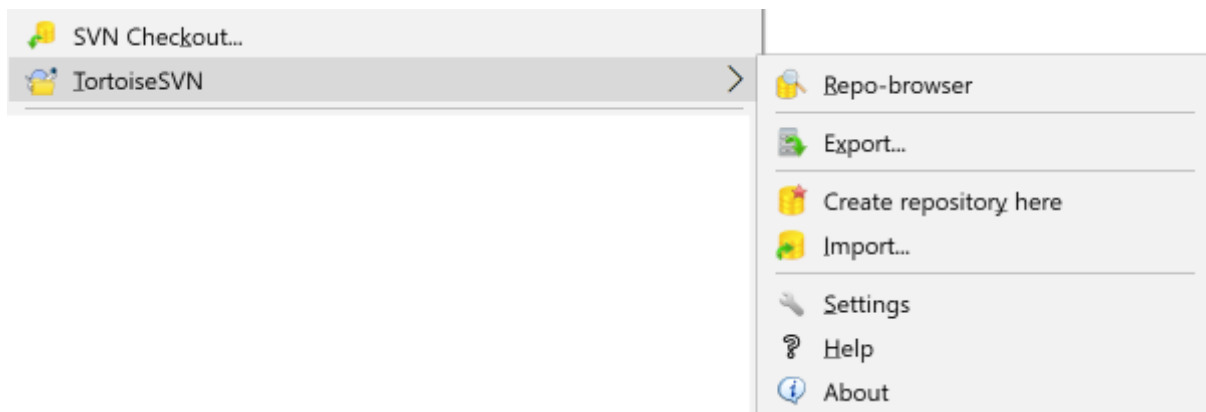 SVN Checkout...
TortoiseSVN
Repo-browser
Export...
Create repository here
Import...
Settings
Help
About